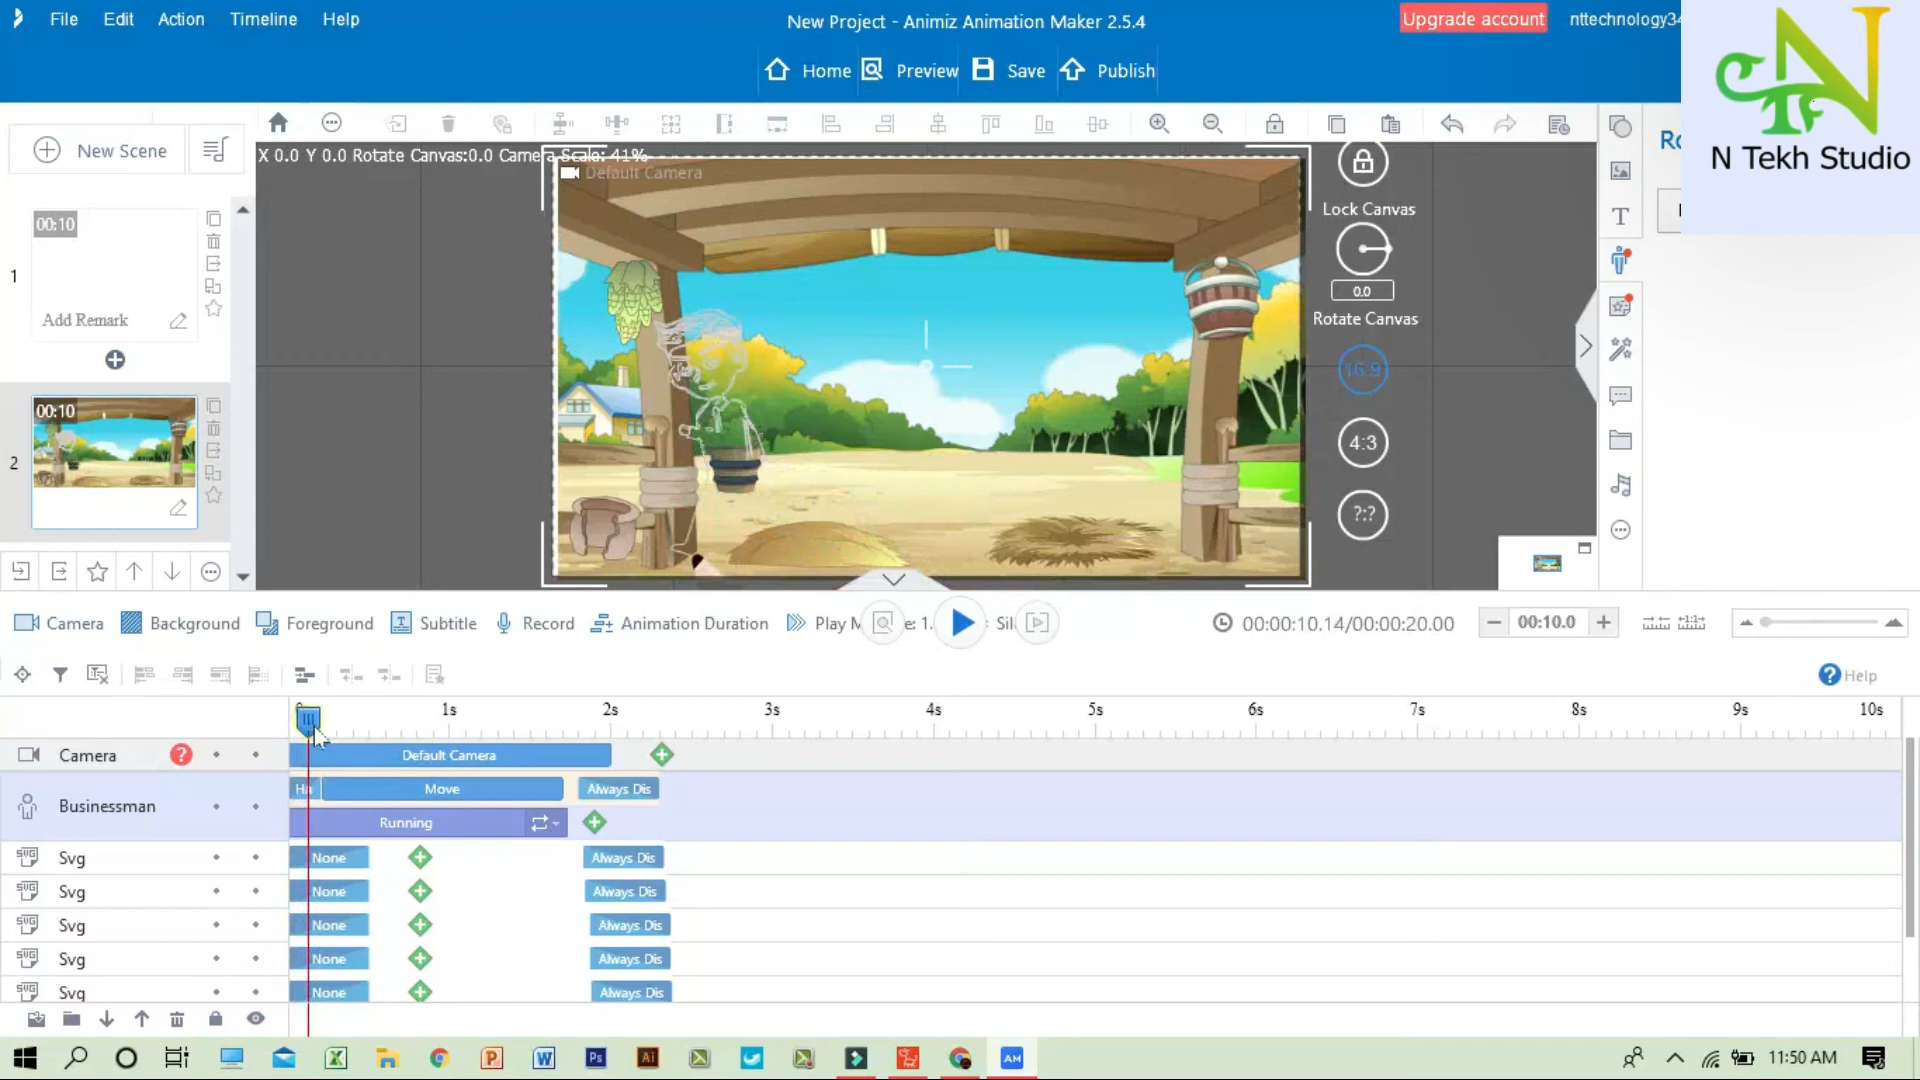 File Edit Action Timeline Help
New Project - Animiz Animation Maker 2.5.4
Upgrade account
Home Preview Save Publish
N Tekh Studio
New Scene
X 0.0 Y 0.0 Rotate Canvas:0.0 Camera Scale: 41%
Default Camera
00:10
1
Add Remark
Lock Canvas
0.0
Rotate Canvas
16:9
4:3
?:?
T
00:10
2
Camera Background Foreground Subtitle Record Animation Duration
00:00:10.14/00:00:20.00
00:10.0
Help
1s 2s 3s 4s 5s 6s 7s 8s 9s 10s
Camera Default Camera
Businessman Ha Move Always Dis
Running
Svg None Always Dis
Svg None Always Dis
Svg None Always Dis
Svg None Always Dis
Svg None Always Dis
11:50 AM